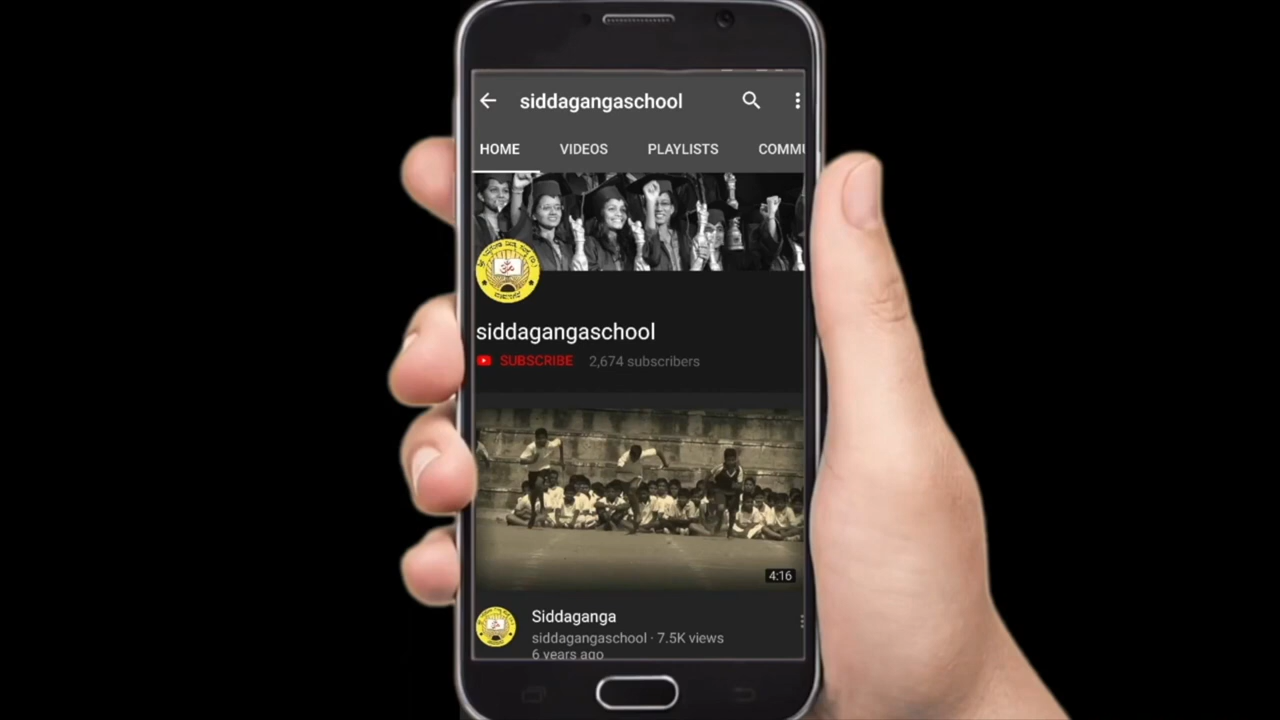 siddagangaschool
HOME VIDEOS PLAYLISTS COMMU
siddagangaschool
SUBSCRIBE 2,674 subscribers
4:16
Siddaganga
siddagangaschool · 7.5K views
6 years ago